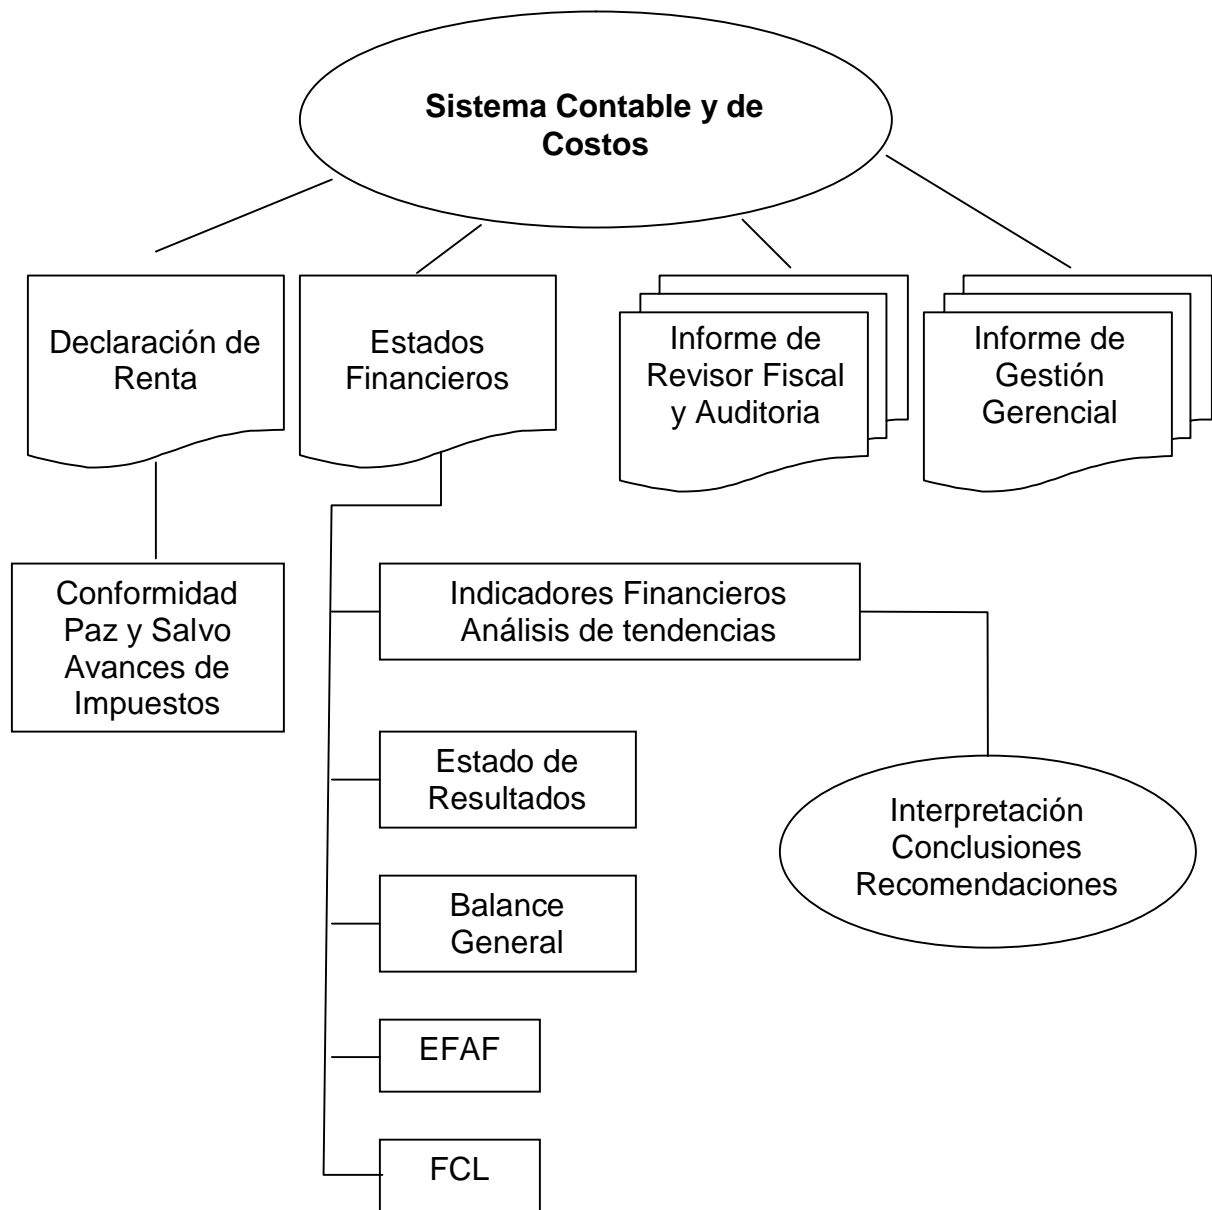 Sistema Contable y de
Costos
Declaración de
Renta
Estados
Financieros
Informe de
Revisor Fiscal
y Auditoria
Informe de
Gestión
Gerencial
Conformidad
Paz y Salvo
Avances de
Impuestos
Indicadores Financieros
Análisis de tendencias
Estado de
Resultados
Interpretación
Conclusiones
Recomendaciones
Balance
General
EFAF
FCL